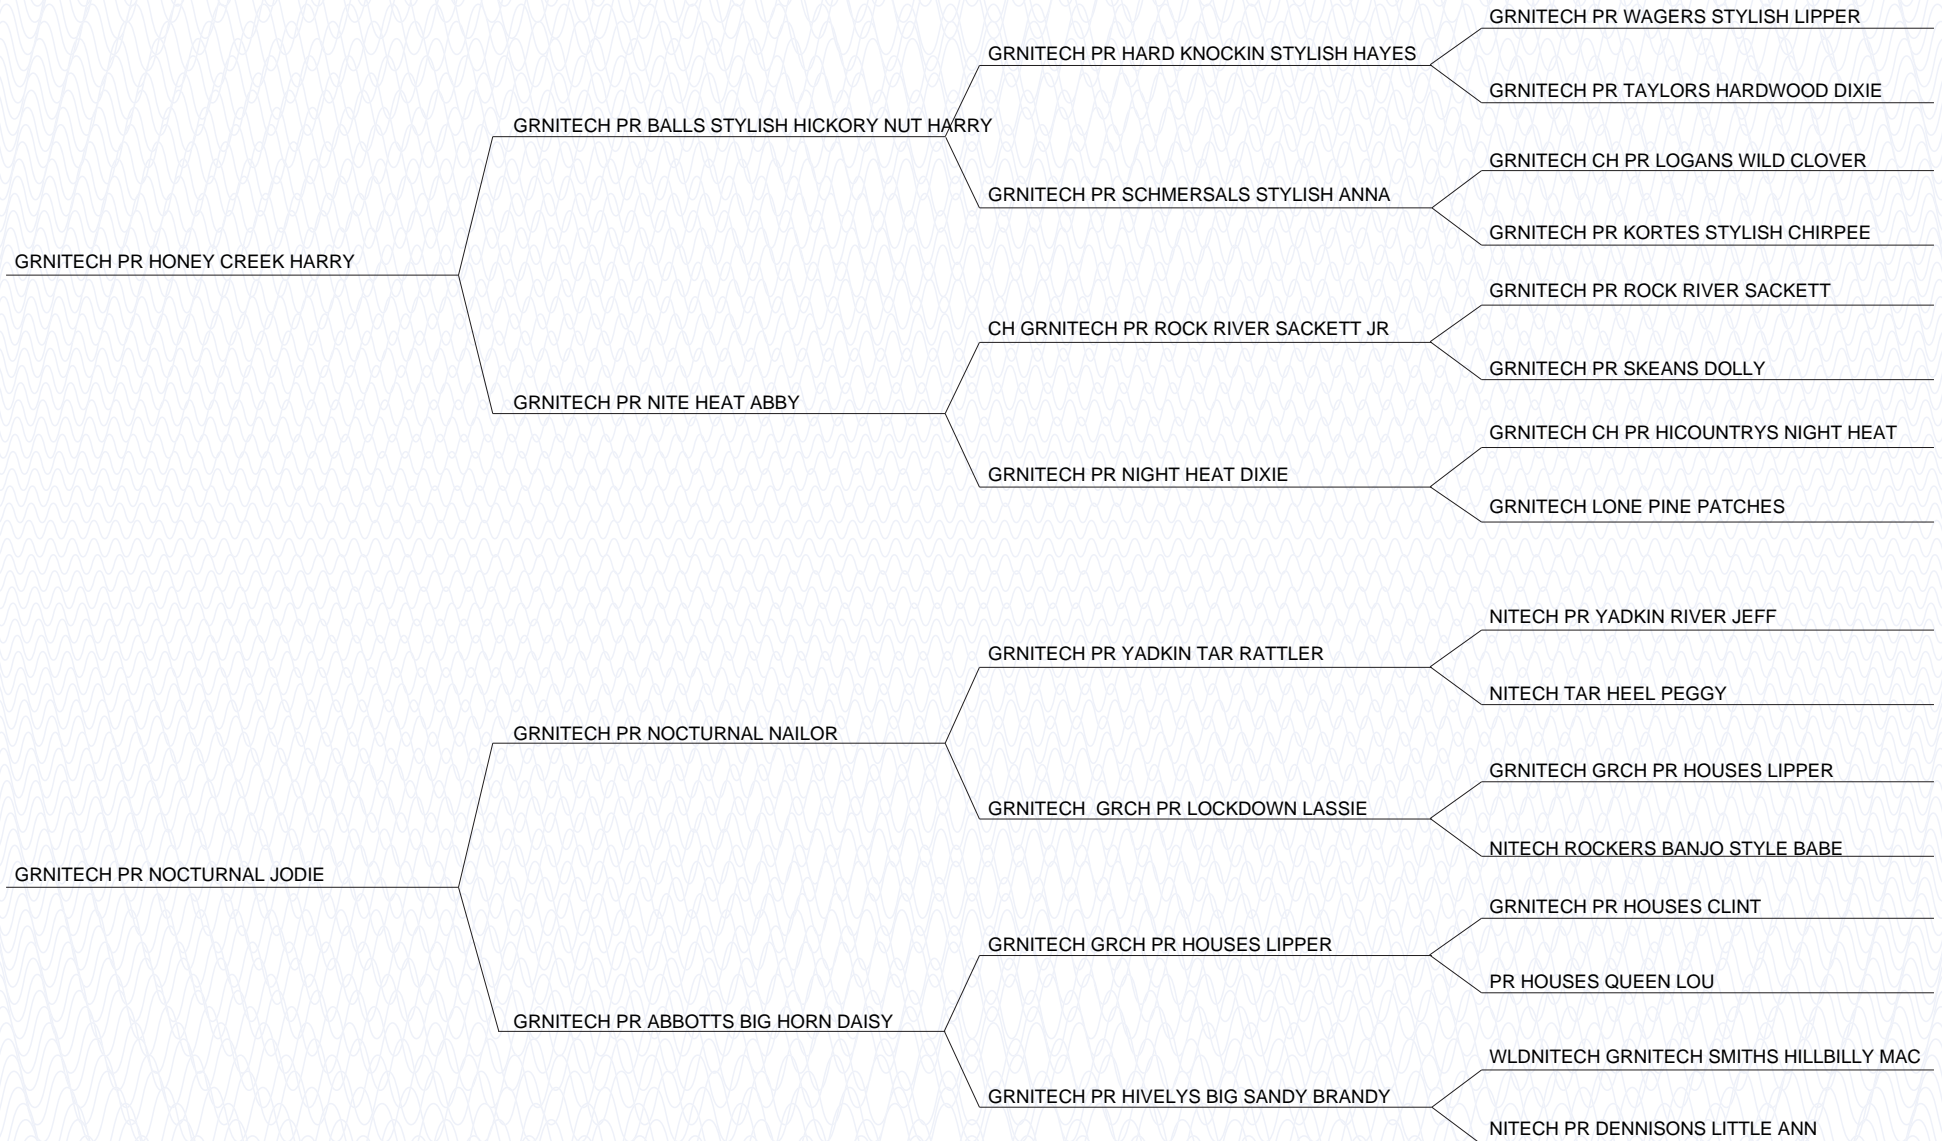 GRNITECH PR WAGERS STYLISH LIPPER
GRNITECH PR HARD KNOCKIN STYLISH HAYES
GRNITECH PR TAYLORS HARDWOOD DIXIE
GRNITECH PR BALLS STYLISH HICKORY NUT HARRY
GRNITECH CH PR LOGANS WILD CLOVER
GRNITECH PR SCHMERSALS STYLISH ANNA
GRNITECH PR KORTES STYLISH CHIRPEE
GRNITECH PR HONEY CREEK HARRY
GRNITECH PR ROCK RIVER SACKETT
CH GRNITECH PR ROCK RIVER SACKETT JR
GRNITECH PR SKEANS DOLLY
GRNITECH PR NITE HEAT ABBY
GRNITECH CH PR HICOUNTRYS NIGHT HEAT
GRNITECH PR NIGHT HEAT DIXIE
GRNITECH LONE PINE PATCHES
NITECH PR YADKIN RIVER JEFF
GRNITECH PR YADKIN TAR RATTLER
NITECH TAR HEEL PEGGY
GRNITECH PR NOCTURNAL NAILOR
GRNITECH GRCH PR HOUSES LIPPER
GRNITECH  GRCH PR LOCKDOWN LASSIE
NITECH ROCKERS BANJO STYLE BABE
GRNITECH PR NOCTURNAL JODIE
GRNITECH PR HOUSES CLINT
GRNITECH GRCH PR HOUSES LIPPER
PR HOUSES QUEEN LOU
GRNITECH PR ABBOTTS BIG HORN DAISY
WLDNITECH GRNITECH SMITHS HILLBILLY MAC
GRNITECH PR HIVELYS BIG SANDY BRANDY
NITECH PR DENNISONS LITTLE ANN